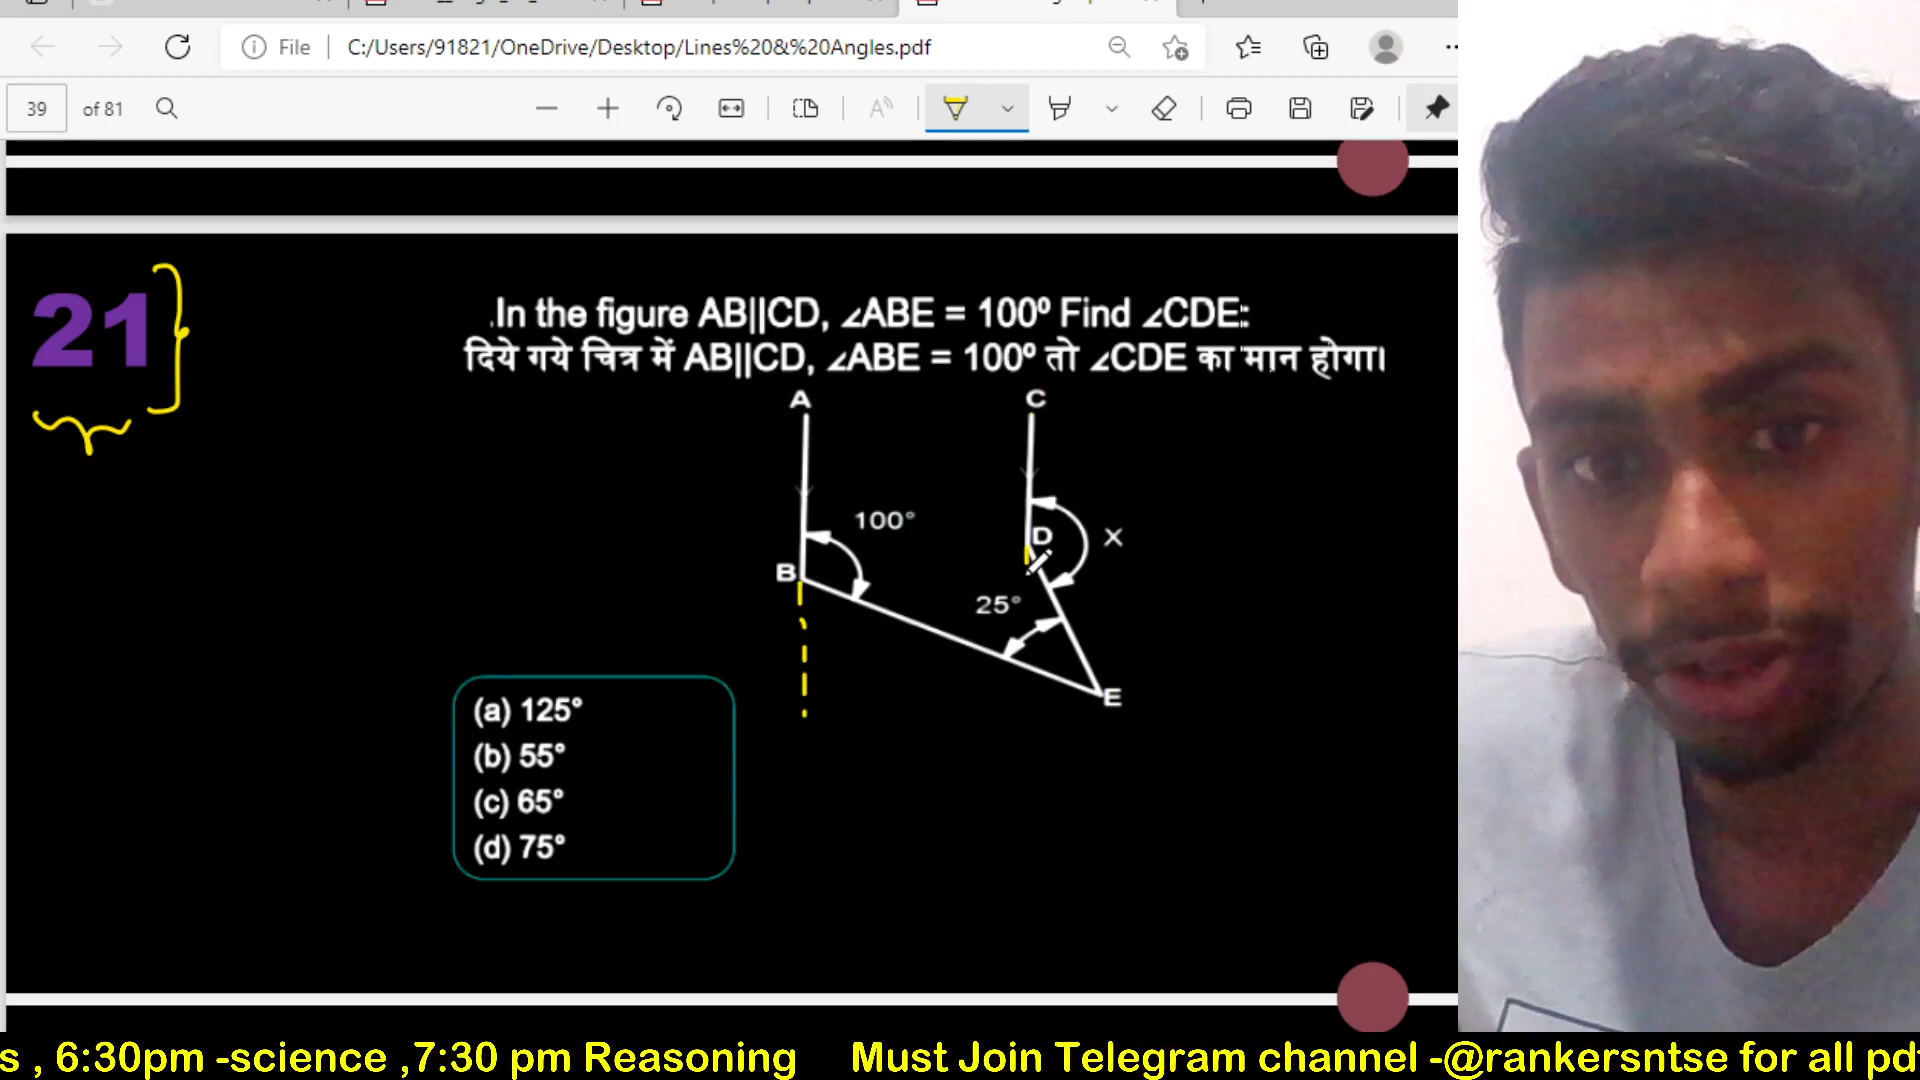 File
C:/Users/91821/OneDrive/Desktop/Lines%20&%20Angles.pdf
39 of 81
21
.In the figure AB||CD, ∠ABE = 100º Find ∠CDE:
दिये गये चित्र में AB||CD, ∠ABE = 100º तो ∠CDE का मान होगा।
A C
100°
D x
B
25°
E
(a) 125°
(b) 55°
(c) 65°
(d) 75°
s , 6:30pm -science ,7:30 pm Reasoning Must Join Telegram channel -@rankersntse for all pd